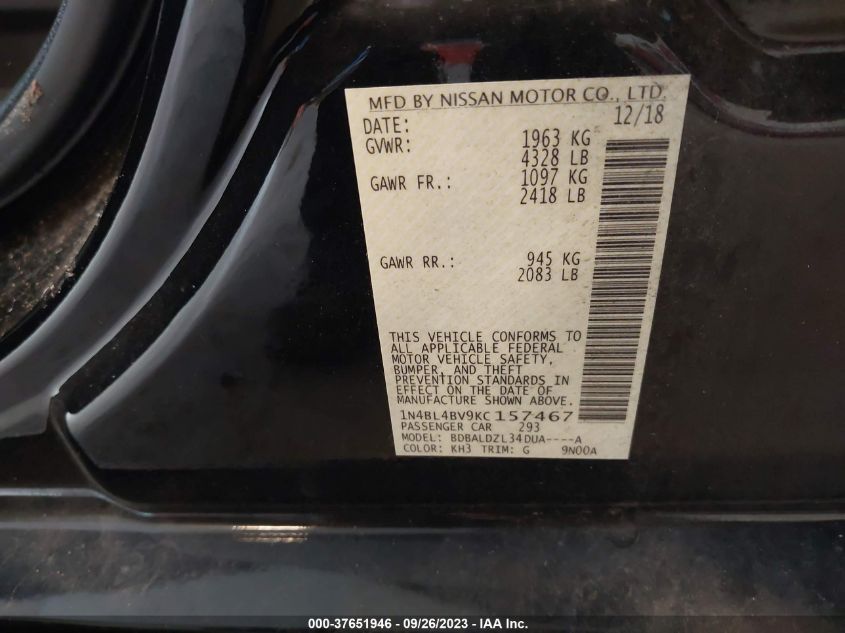 MFD BY NISSAN MOTOR CO., LTD.
DATE: 12/18
GVWR: 1963 KG
4328 LB
GAWR FR.: 1097 KG
2418 LB
GAWR RR.: 945 KG
2083 LB
THIS VEHICLE CONFORMS TO
ALL APPLICABLE FEDERAL
MOTOR VEHICLE SAFETY,
BUMPER, AND THEFT
PREVENTION STANDARDS IN
EFFECT ON THE DATE OF
MANUFACTURE SHOWN ABOVE.
1N4BL4BV9KC157467
PASSENGER CAR 293
MODEL: BDBALDZL34DUA----A
COLOR: KH3 TRIM: G 9N00A
000-37651946 - 09/26/2023 - IAA Inc.